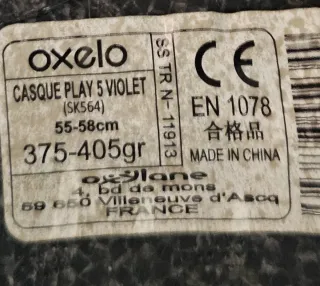 oxelo
CASQUE PLAY 5 VIOLET
(SK564)
55-58cm
375-405gr
SS TR N- 11913
CE
EN 1078
合格品
MADE IN CHINA
oxylane
4, bd de mons
59 650 Villeneuve d'Ascq
FRANCE